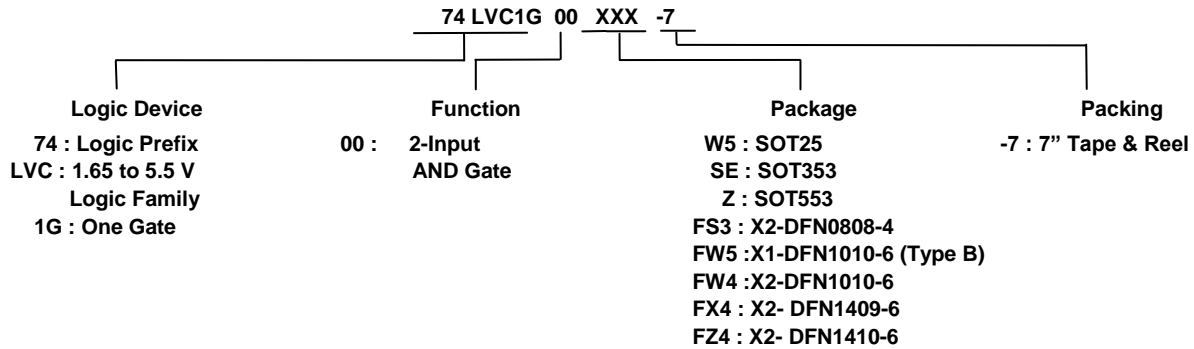 74 LVC1G 00 XXX -7
Logic Device Function Package Packing
74 : Logic Prefix 00 : 2-Input W5 : SOT25 -7 : 7” Tape & Reel
LVC : 1.65 to 5.5 V AND Gate SE : SOT353
Logic Family Z : SOT553
1G : One Gate FS3 : X2-DFN0808-4
FW5 :X1-DFN1010-6 (Type B)
FW4 :X2-DFN1010-6
FX4 : X2- DFN1409-6
FZ4 : X2- DFN1410-6